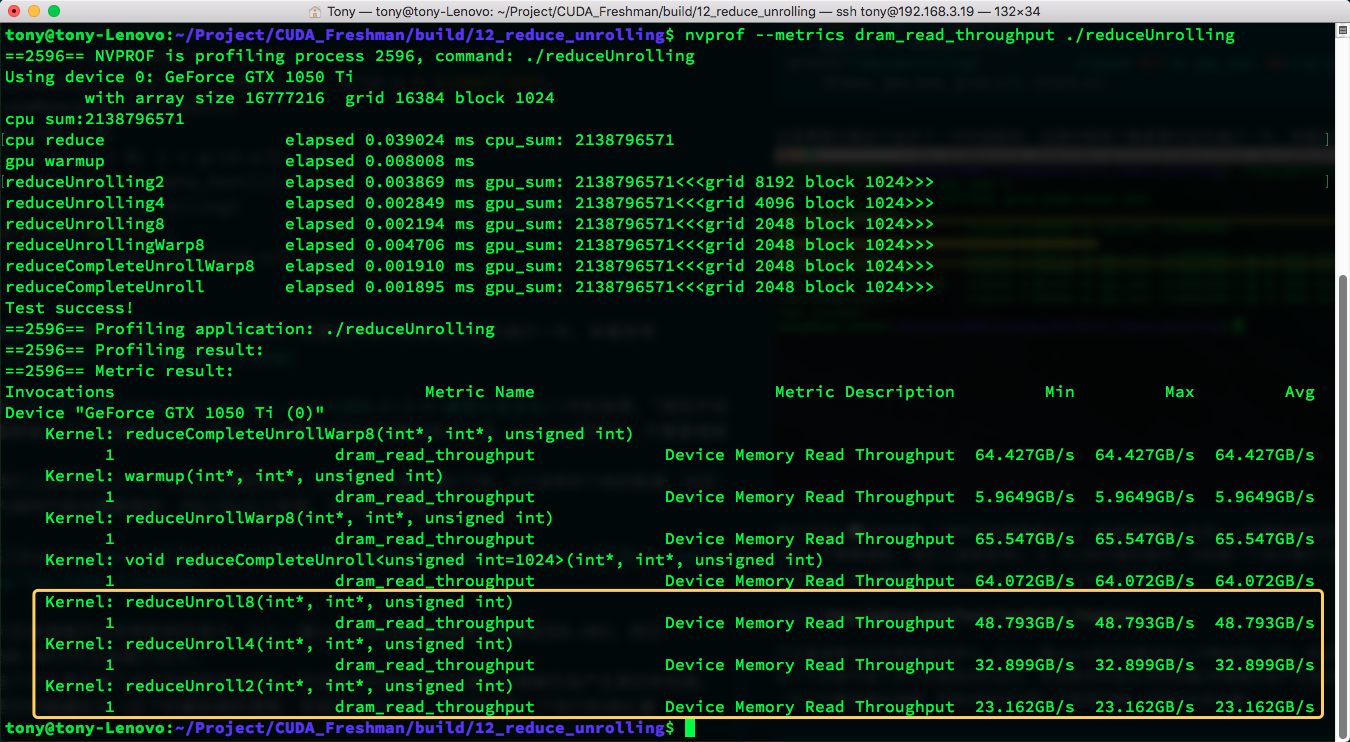 Tony — tony@tony-Lenovo: ~/Project/CUDA_Freshman/build/12_reduce_unrolling — ssh tony@192.168.3.19 — 132×34
tony@tony-Lenovo:~/Project/CUDA_Freshman/build/12_reduce_unrolling$ nvprof --metrics dram_read_throughput ./reduceUnrolling
==2596== NVPROF is profiling process 2596, command: ./reduceUnrolling
Using device 0: GeForce GTX 1050 Ti
        with array size 16777216  grid 16384 block 1024
cpu sum:2138796571
cpu reduce                  elapsed 0.039024 ms cpu_sum: 2138796571
gpu warmup                  elapsed 0.008008 ms
reduceUnrolling2            elapsed 0.003869 ms gpu_sum: 2138796571<<<grid 8192 block 1024>>>
reduceUnrolling4            elapsed 0.002849 ms gpu_sum: 2138796571<<<grid 4096 block 1024>>>
reduceUnrolling8            elapsed 0.002194 ms gpu_sum: 2138796571<<<grid 2048 block 1024>>>
reduceUnrollingWarp8        elapsed 0.004706 ms gpu_sum: 2138796571<<<grid 2048 block 1024>>>
reduceCompleteUnrollWarp8   elapsed 0.001910 ms gpu_sum: 2138796571<<<grid 2048 block 1024>>>
reduceCompleteUnroll        elapsed 0.001895 ms gpu_sum: 2138796571<<<grid 2048 block 1024>>>
Test success!
==2596== Profiling application: ./reduceUnrolling
==2596== Profiling result:
==2596== Metric result:
Invocations                               Metric Name                        Metric Description         Min         Max         Avg
Device "GeForce GTX 1050 Ti (0)"
    Kernel: reduceCompleteUnrollWarp8(int*, int*, unsigned int)
          1                      dram_read_throughput             Device Memory Read Throughput  64.427GB/s  64.427GB/s  64.427GB/s
    Kernel: warmup(int*, int*, unsigned int)
          1                      dram_read_throughput             Device Memory Read Throughput  5.9649GB/s  5.9649GB/s  5.9649GB/s
    Kernel: reduceUnrollWarp8(int*, int*, unsigned int)
          1                      dram_read_throughput             Device Memory Read Throughput  65.547GB/s  65.547GB/s  65.547GB/s
    Kernel: void reduceCompleteUnroll<unsigned int=1024>(int*, int*, unsigned int)
          1                      dram_read_throughput             Device Memory Read Throughput  64.072GB/s  64.072GB/s  64.072GB/s
    Kernel: reduceUnroll8(int*, int*, unsigned int)
          1                      dram_read_throughput             Device Memory Read Throughput  48.793GB/s  48.793GB/s  48.793GB/s
    Kernel: reduceUnroll4(int*, int*, unsigned int)
          1                      dram_read_throughput             Device Memory Read Throughput  32.899GB/s  32.899GB/s  32.899GB/s
    Kernel: reduceUnroll2(int*, int*, unsigned int)
          1                      dram_read_throughput             Device Memory Read Throughput  23.162GB/s  23.162GB/s  23.162GB/s
tony@tony-Lenovo:~/Project/CUDA_Freshman/build/12_reduce_unrolling$